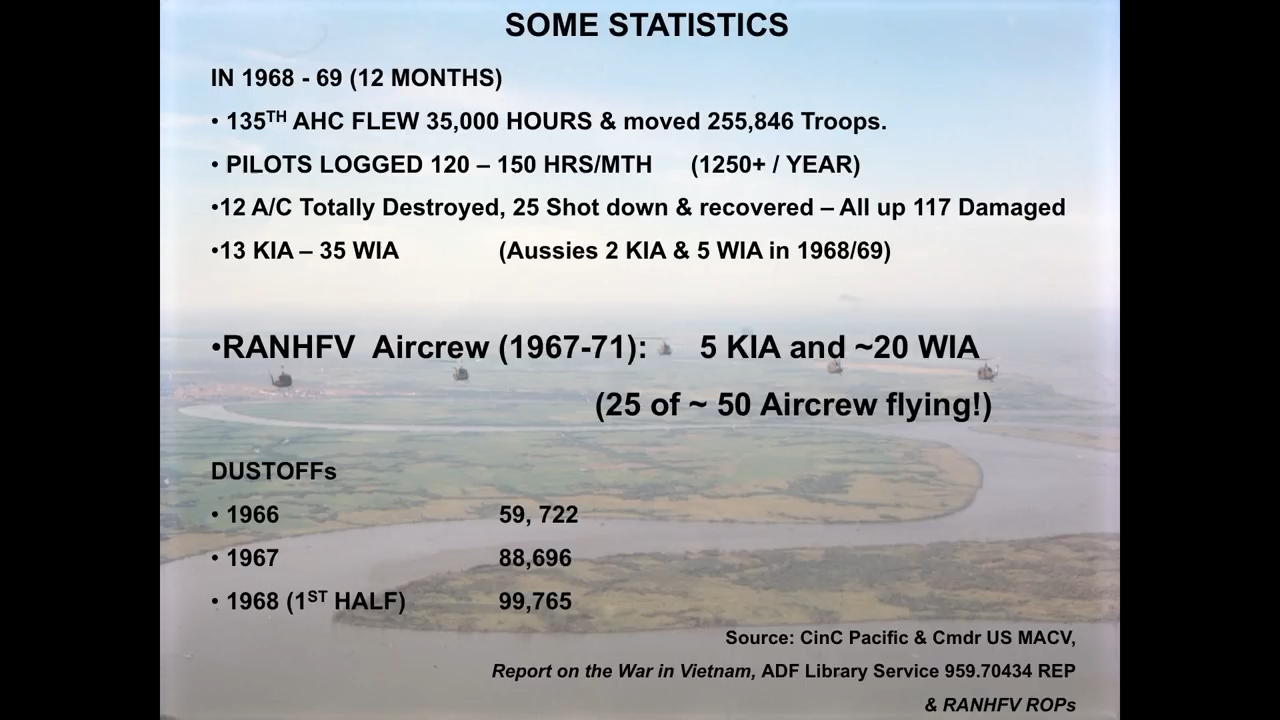 SOME STATISTICS
IN 1968 - 69 (12 MONTHS)
• 135TH AHC FLEW 35,000 HOURS & moved 255,846 Troops.
• PILOTS LOGGED 120 – 150 HRS/MTH (1250+ / YEAR)
•12 A/C Totally Destroyed, 25 Shot down & recovered – All up 117 Damaged
•13 KIA – 35 WIA (Aussies 2 KIA & 5 WIA in 1968/69)
•RANHFV Aircrew (1967-71): 5 KIA and ~20 WIA
(25 of ~ 50 Aircrew flying!)
DUSTOFFs
• 1966 59, 722
• 1967 88,696
• 1968 (1ST HALF) 99,765
Source: CinC Pacific & Cmdr US MACV,
Report on the War in Vietnam, ADF Library Service 959.70434 REP
& RANHFV ROPs